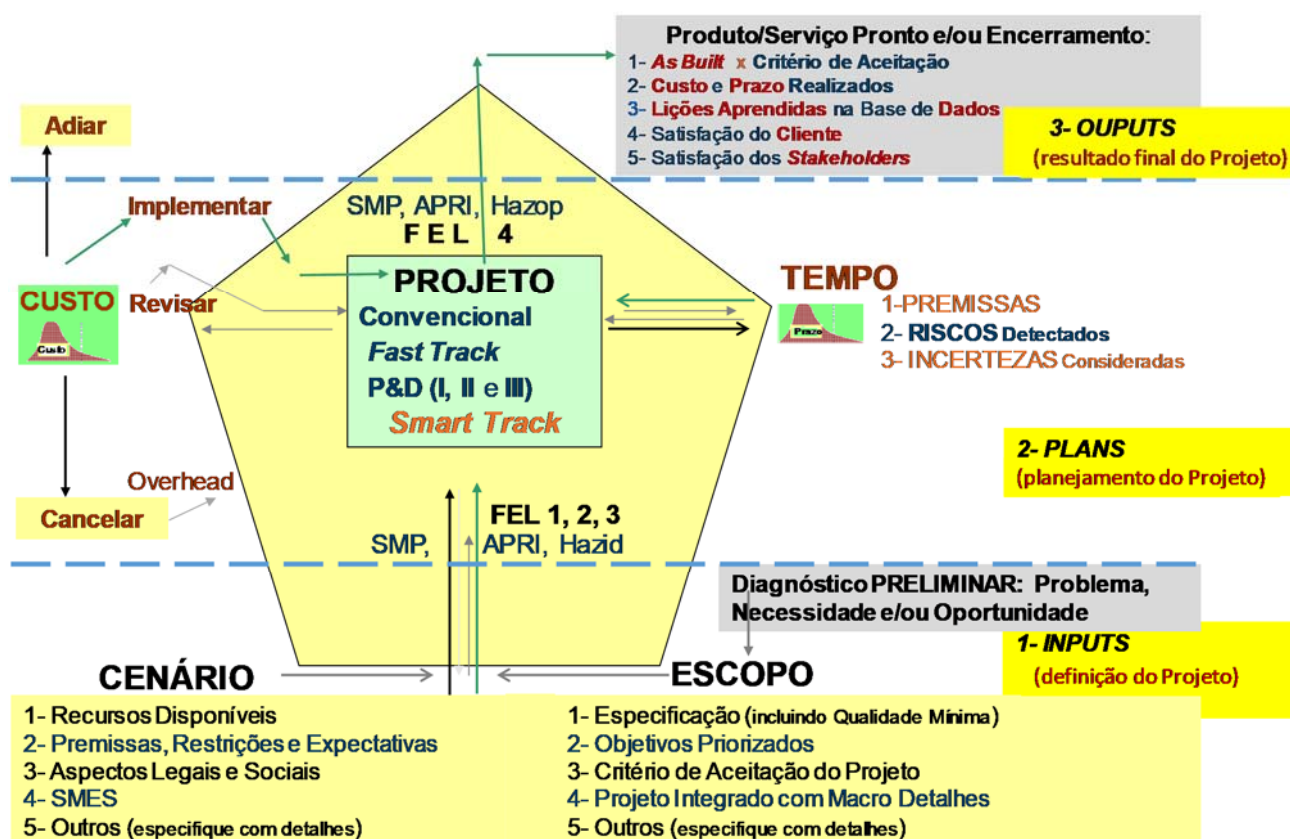 Produto/Serviço Pronto e/ou Encerramento:
1- As Built x Critério de Aceitação
2- Custo e Prazo Realizados
3- Lições Aprendidas na Base de Dados
4- Satisfação do Cliente
5- Satisfação dos Stakeholders
3- OUPUTS
(resultado final do Projeto)
Adiar
Implementar
SMP, APRI, Hazop
FEL 4
PROJETO
Convencional
Fast Track
P&D (I, II e III)
Smart Track
CUSTO
Custo
Revisar
TEMPO
Prazo
1-PREMISSAS
2- RISCOS Detectados
3- INCERTEZAS Consideradas
2- PLANS
(planejamento do Projeto)
Overhead
Cancelar
FEL 1, 2, 3
SMP, APRI, Hazid
Diagnóstico PRELIMINAR: Problema,
Necessidade e/ou Oportunidade
1- INPUTS
(definição do Projeto)
CENÁRIO
1- Recursos Disponíveis
2- Premissas, Restrições e Expectativas
3- Aspectos Legais e Sociais
4- SMES
5- Outros (especifique com detalhes)
ESCOPO
1- Especificação (incluindo Qualidade Mínima)
2- Objetivos Priorizados
3- Critério de Aceitação do Projeto
4- Projeto Integrado com Macro Detalhes
5- Outros (especifique com detalhes)